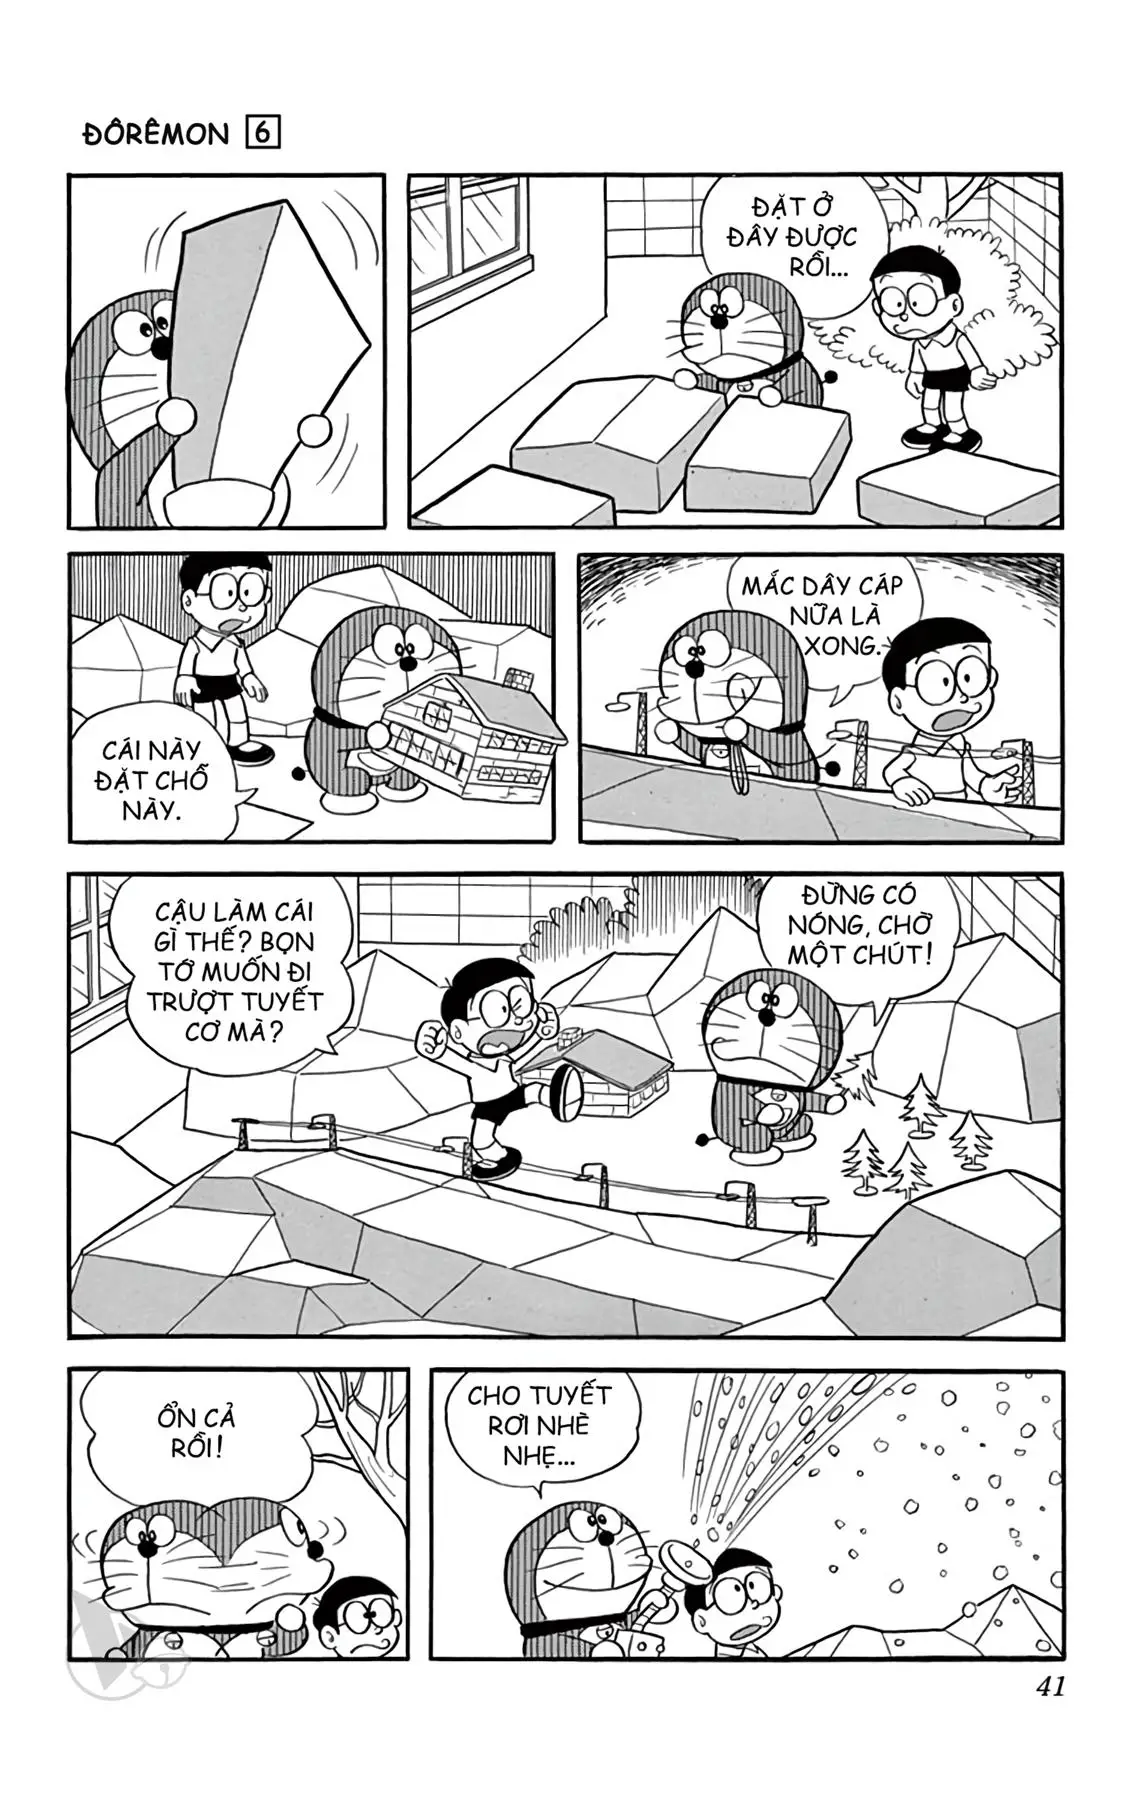 ĐÔRÊMON 6
ĐẶT Ở
ĐÂY ĐƯỢC
RỒI...
CÁI NÀY
ĐẶT CHỖ
NÀY.
MẮC DÂY CÁP
NỮA LÀ
XONG.
CẬU LÀM CÁI
GÌ THẾ? BỌN
TỚ MUỐN ĐI
TRƯỢT TUYẾT
CƠ MÀ?
ĐỪNG CÓ
NÓNG, CHỜ
MỘT CHÚT!
ỔN CẢ
RỒI!
CHO TUYẾT
RƠI NHÈ
NHẸ...
41